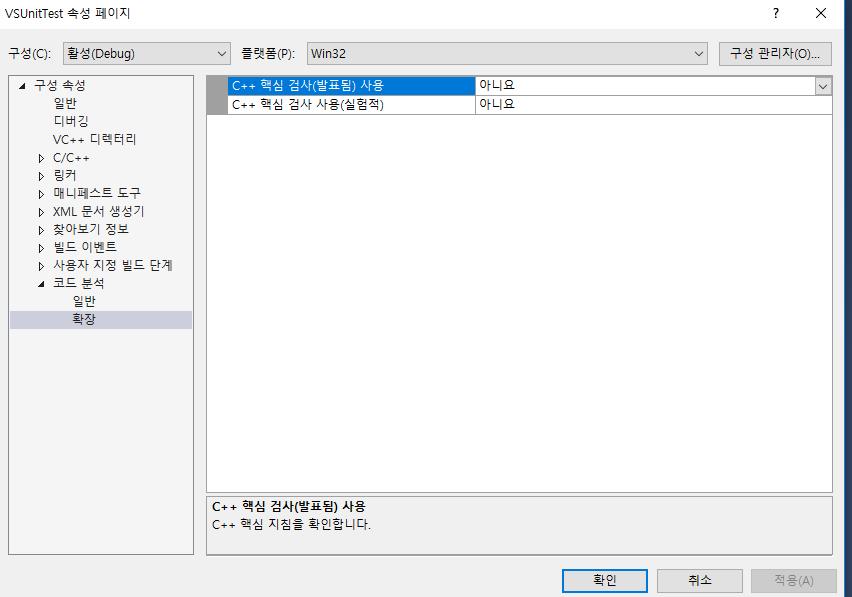 VSUnitTest 속성 페이지
구성(C): 활성(Debug) 플랫폼(P): Win32 구성 관리자(O)...
구성 속성
일반
디버깅
VC++ 디렉터리
C/C++
링커
매니페스트 도구
XML 문서 생성기
찾아보기 정보
빌드 이벤트
사용자 지정 빌드 단계
코드 분석
일반
확장
C++ 핵심 검사(발표됨) 사용 아니요
C++ 핵심 검사 사용(실험적) 아니요
C++ 핵심 검사(발표됨) 사용
C++ 핵심 지침을 확인합니다.
확인 취소 적용(A)